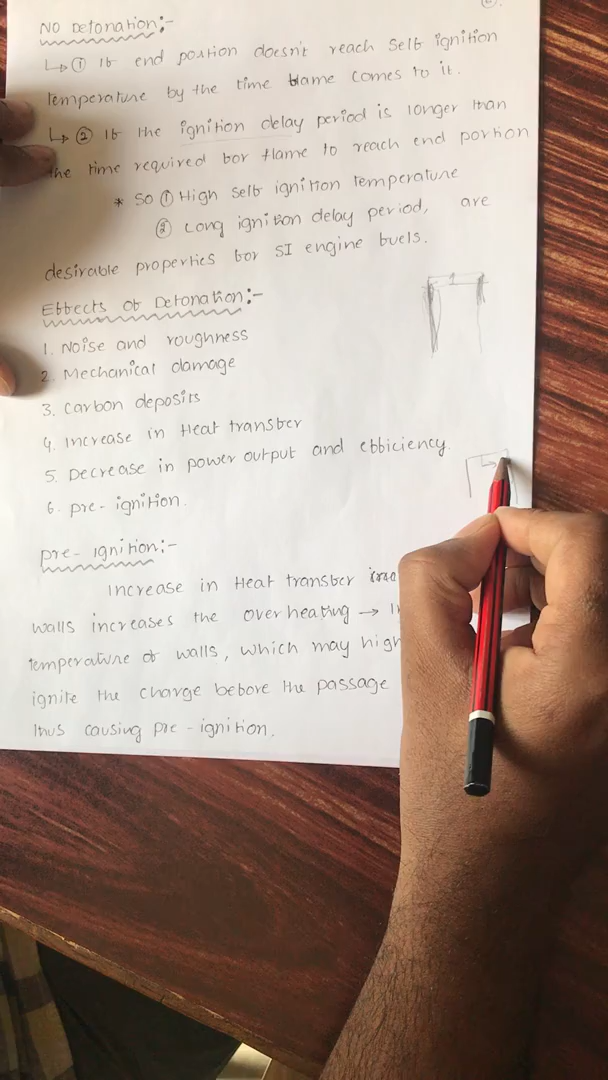 NO Detonation:-
↳ ① If end portion doesn't reach self ignition
temperature by the time flame comes to it.
↳ ② If the ignition delay period is longer than
the time required for flame to reach end portion
* So ① High self ignition temperature
② Long ignition delay period, are
desirable properties for SI engine fuels.
Effects of Detonation:-
1. Noise and roughness
2. Mechanical damage
3. Carbon deposits
4. Increase in Heat transfer
5. Decrease in power output and efficiency.
6. pre-ignition.
pre-ignition:-
Increase in Heat transfer
walls increases the overheating →
temperature of walls, which may high
ignite the charge before the passage
thus causing pre-ignition.